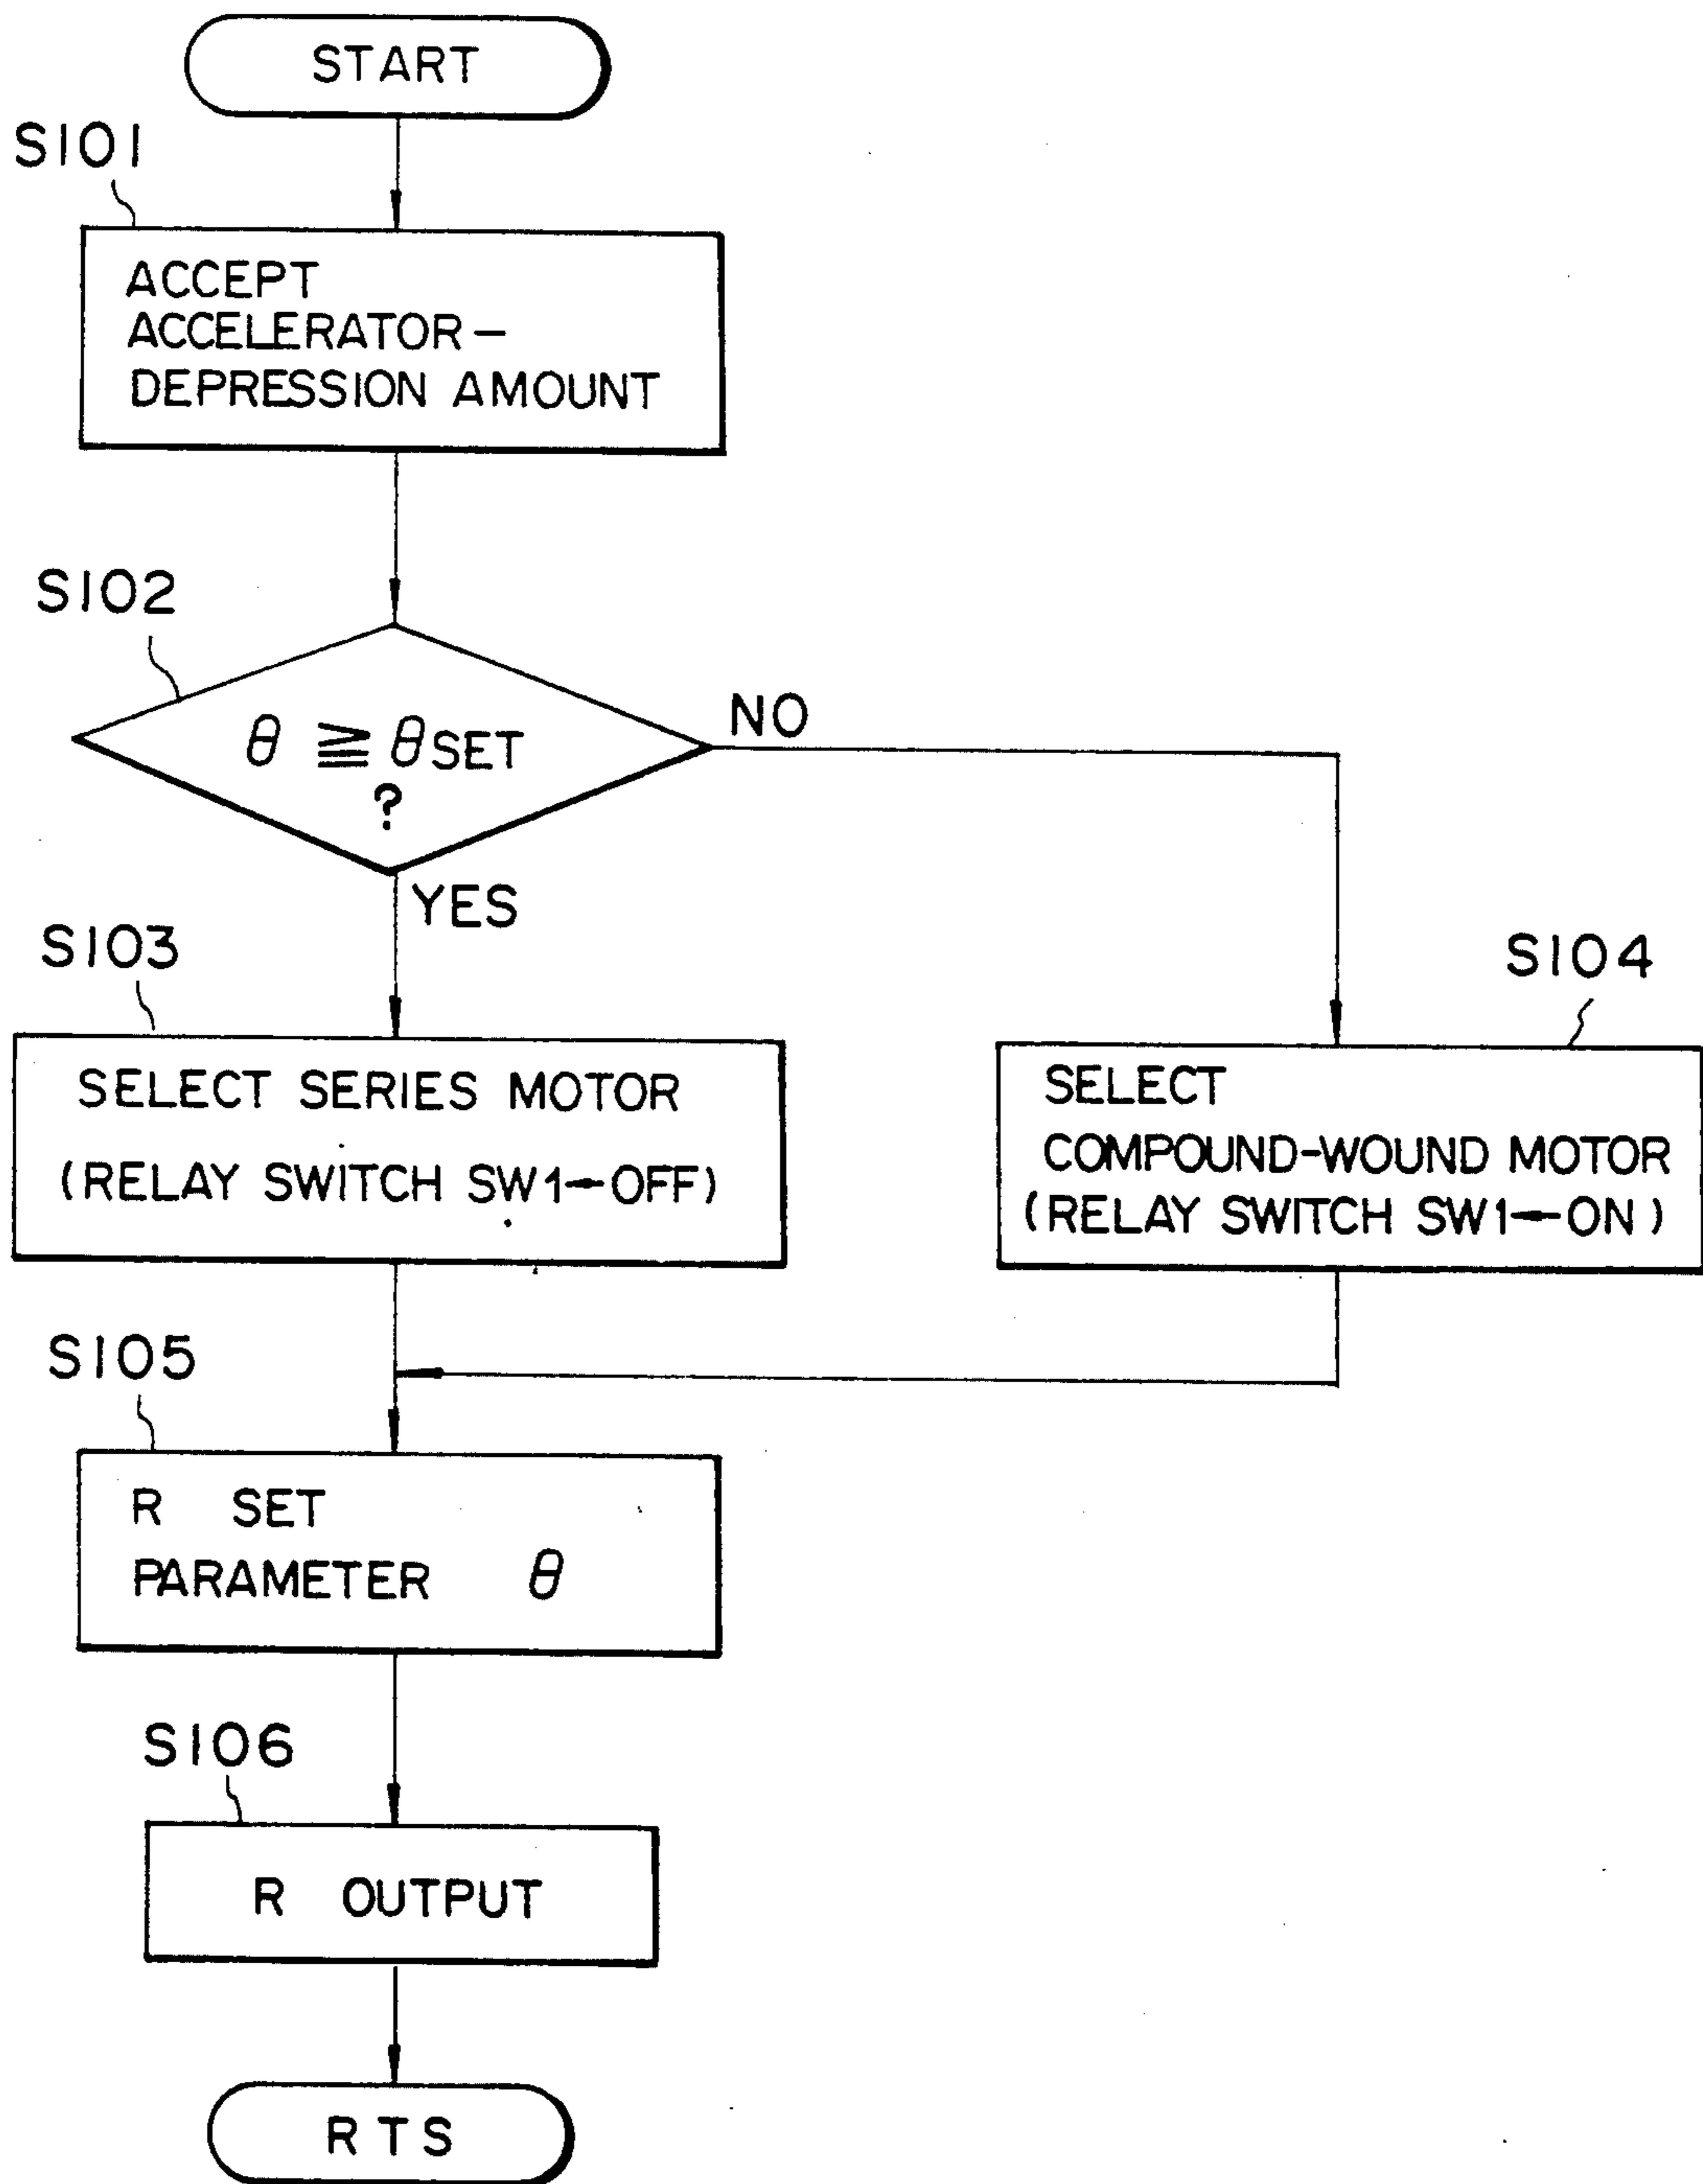 START
S101
ACCEPT
ACCELERATOR—
DEPRESSION AMOUNT
S102
θ ≧ θSET
?
NO
YES
S103
SELECT SERIES MOTOR
(RELAY SWITCH SW1←OFF)
S104
SELECT
COMPOUND-WOUND MOTOR
(RELAY SWITCH SW1←ON)
S105
R SET
PARAMETER θ
S106
R OUTPUT
RTS